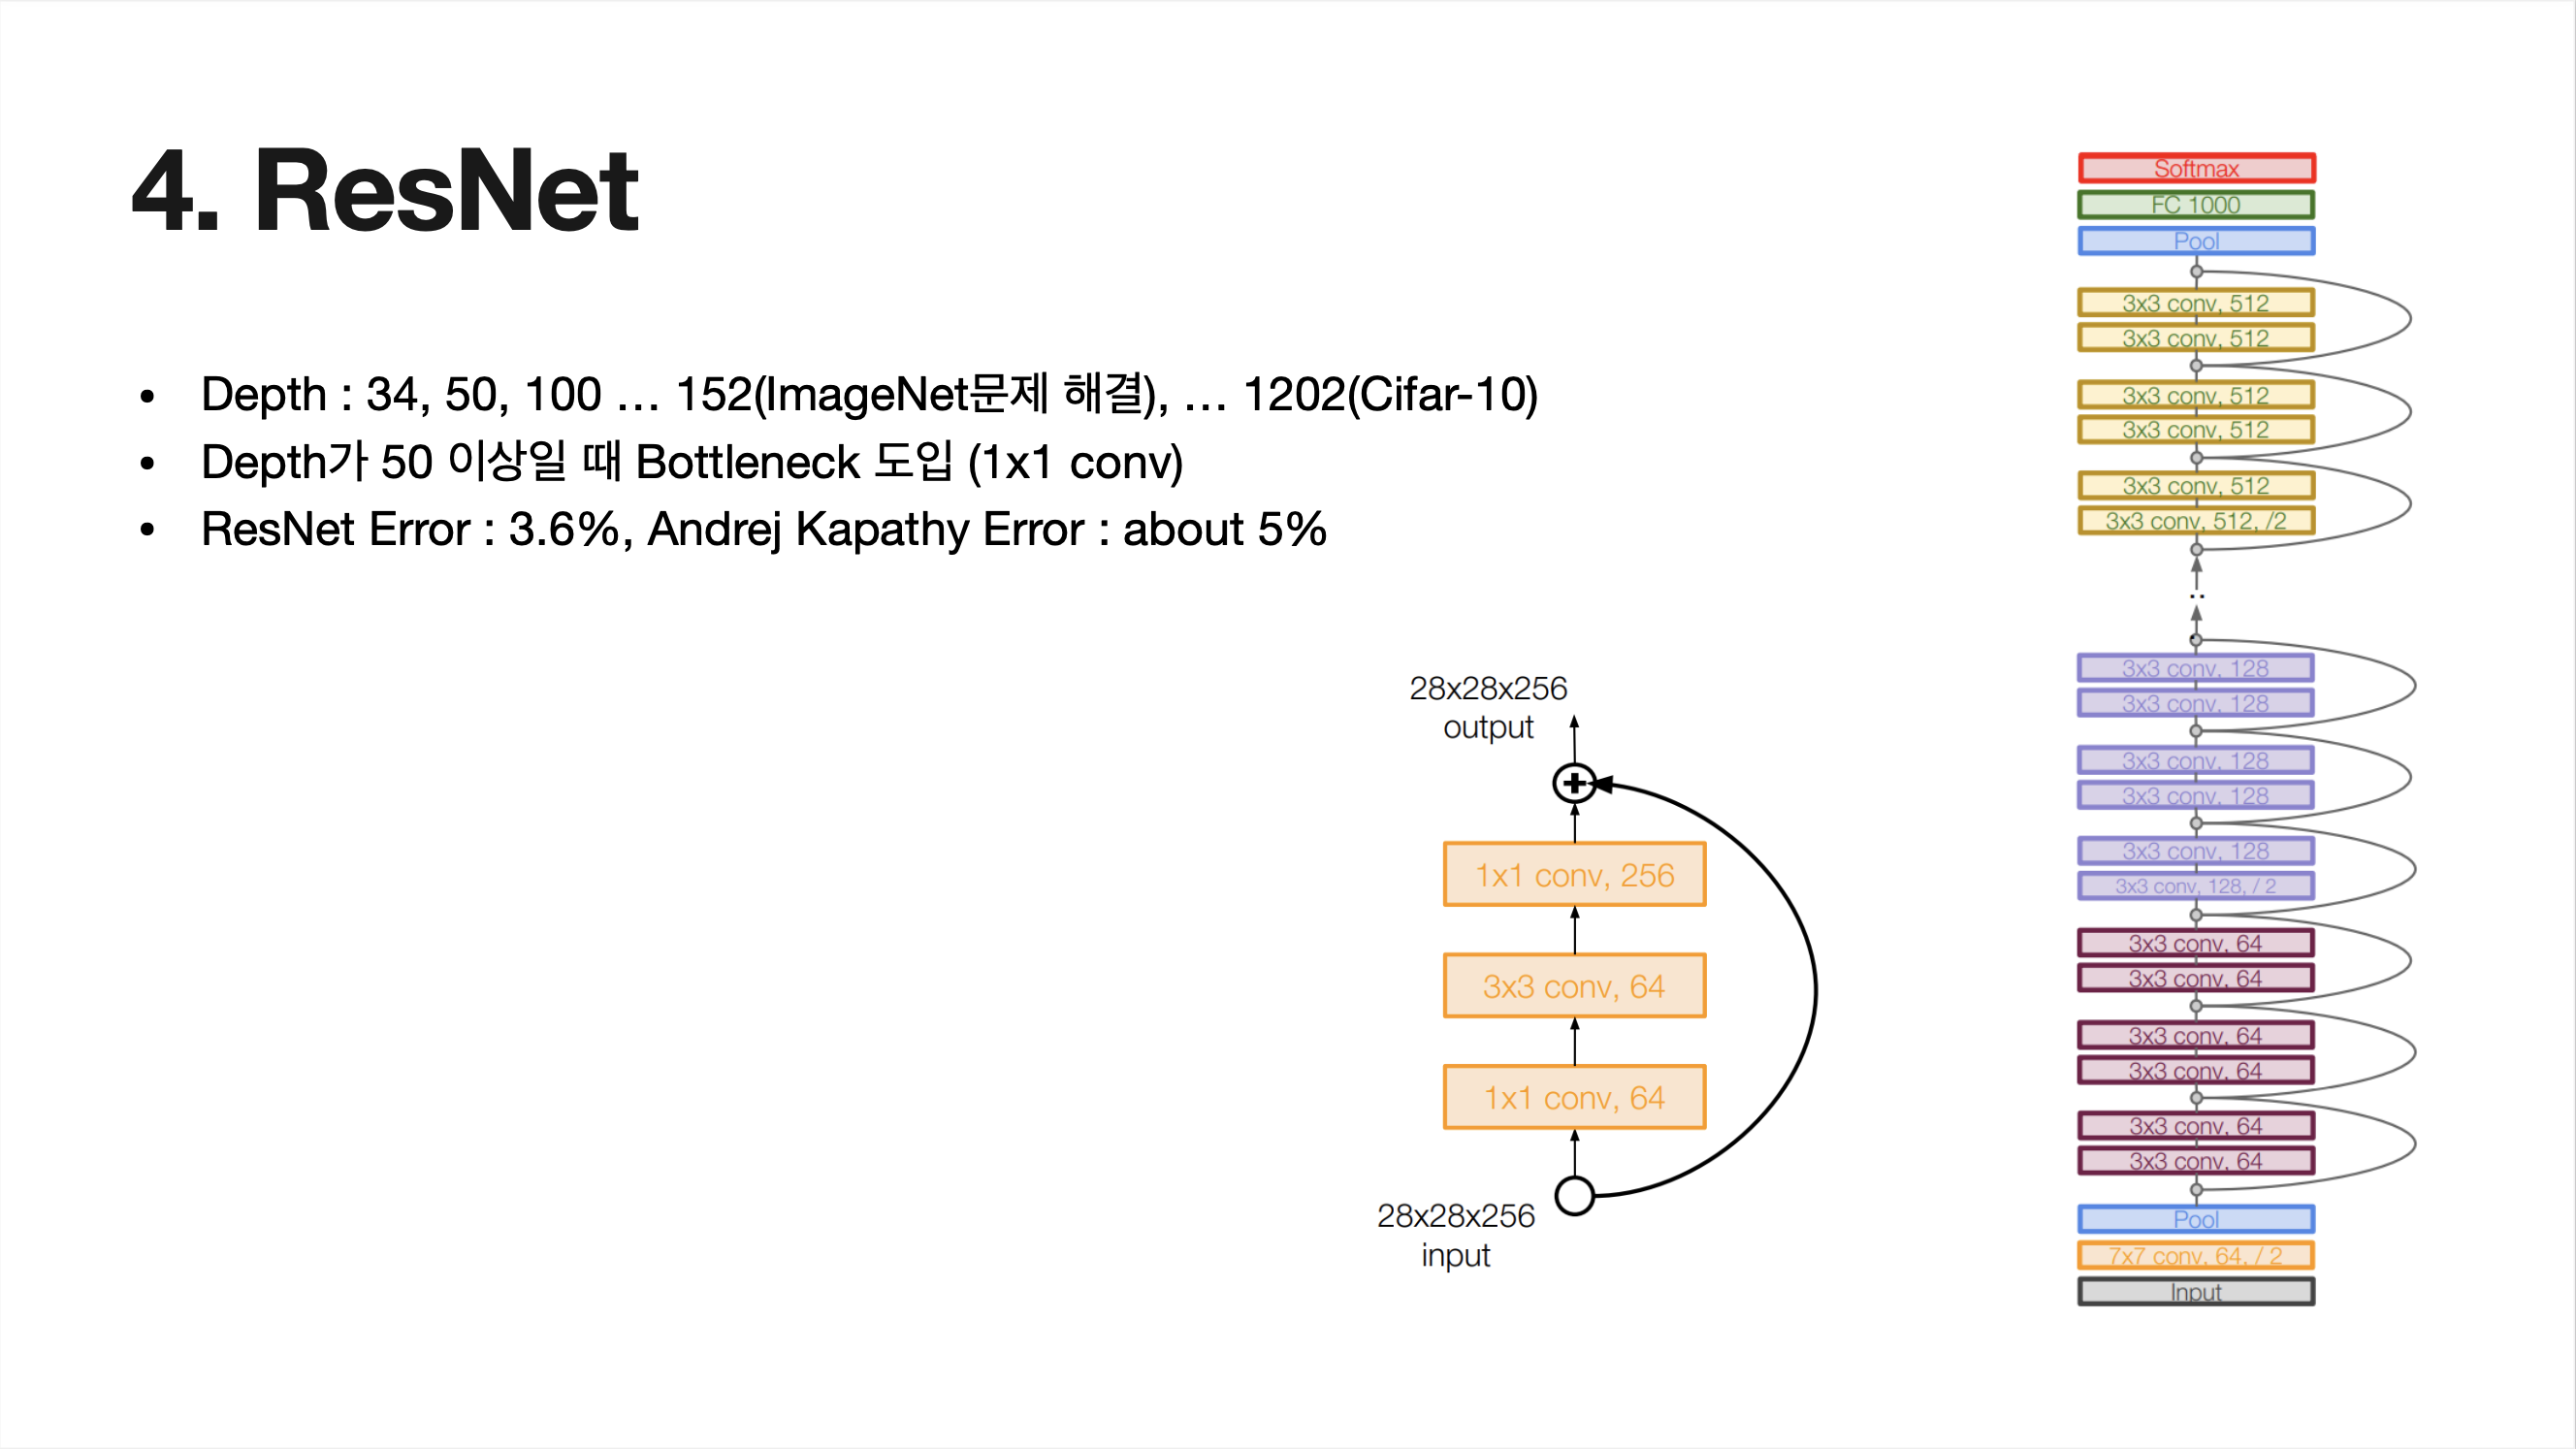 4. ResNet
• Depth : 34, 50, 100 … 152(ImageNet문제 해결), … 1202(Cifar-10)
• Depth가 50 이상일 때 Bottleneck 도입 (1x1 conv)
• ResNet Error : 3.6%, Andrej Kapathy Error : about 5%
28x28x256
output
1x1 conv, 256
3x3 conv, 64
1x1 conv, 64
28x28x256
input
Softmax
FC 1000
Pool
3x3 conv, 512
3x3 conv, 512
3x3 conv, 512
3x3 conv, 512
3x3 conv, 512
3x3 conv, 512, /2
..
3x3 conv, 128
3x3 conv, 128
3x3 conv, 128
3x3 conv, 128
3x3 conv, 128
3x3 conv, 128, / 2
3x3 conv, 64
3x3 conv, 64
3x3 conv, 64
3x3 conv, 64
3x3 conv, 64
3x3 conv, 64
Pool
7x7 conv, 64, / 2
Input